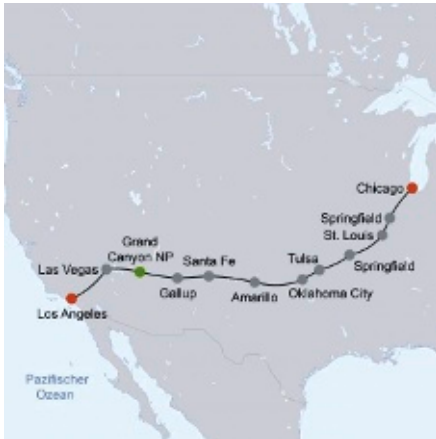 Chicago
Springfield
St. Louis
Springfield
Tulsa
Oklahoma City
Amarillo
Santa Fe
Gallup
Grand
Canyon NP
Las Vegas
Los Angeles
Pazifischer
Ozean